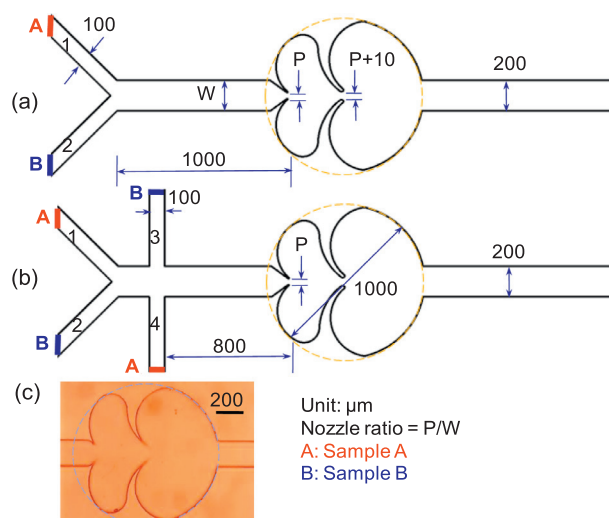 A
100
1
P
P+10
200
(a)
W
2
B
1000
B
100
A
1
3
P
200
(b)
2
4
1000
B
A
800
(c)
200
Unit: µm
Nozzle ratio = P/W
A: Sample A
B: Sample B